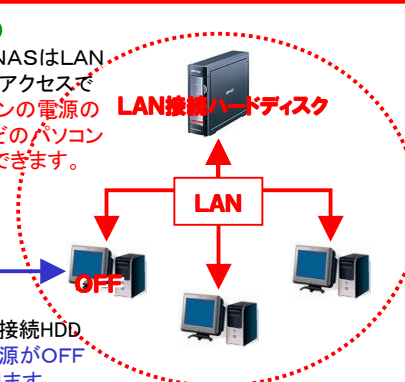 )
NASはLAN
アクセスで
ンの電源の
どのパソコン
できます。
LAN接続ハードディスク
LAN
OFF
接続HDD
源がOFF
ます